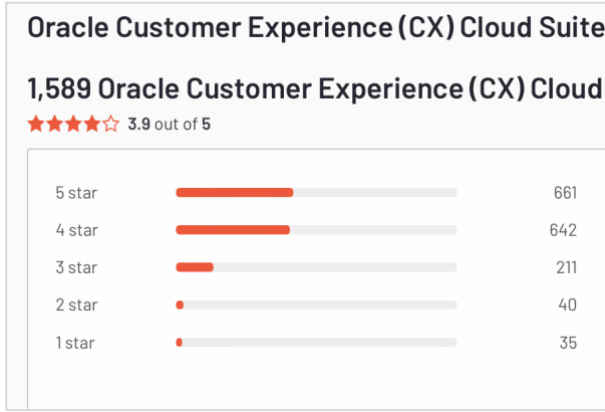 Oracle Customer Experience (CX) Cloud Suite
1,589 Oracle Customer Experience (CX) Cloud
3.9 out of 5
5 star 661
4 star 642
3 star 211
2 star 40
1 star 35